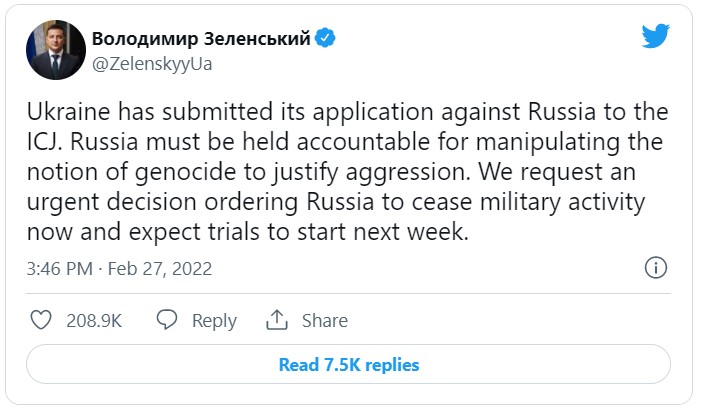 Володимир Зеленський
@ZelenskyyUa
Ukraine has submitted its application against Russia to the
ICJ. Russia must be held accountable for manipulating the
notion of genocide to justify aggression. We request an
urgent decision ordering Russia to cease military activity
now and expect trials to start next week.
3:46 PM · Feb 27, 2022
208.9K Reply Share
Read 7.5K replies